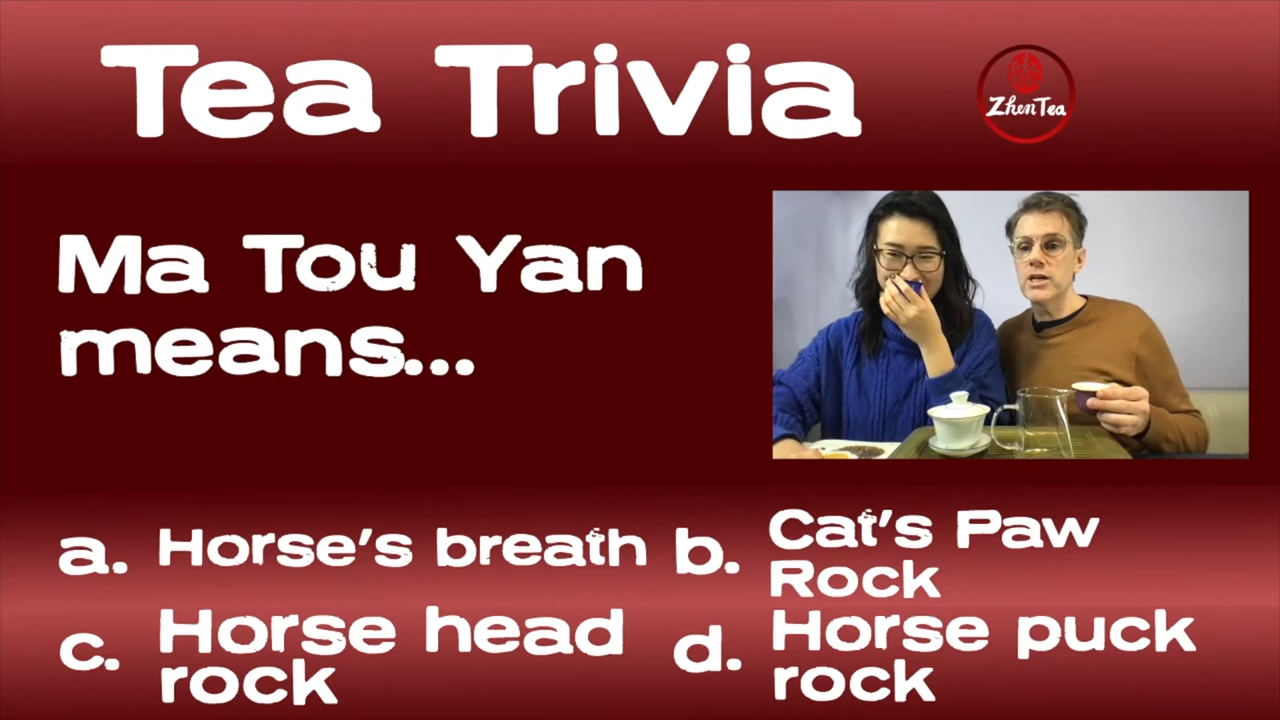 Tea Trivia
ZhenTea
Ma Tou Yan
means...
a. Horse's breath
b. Cat's Paw
Rock
c. Horse head
rock
d. Horse puck
rock